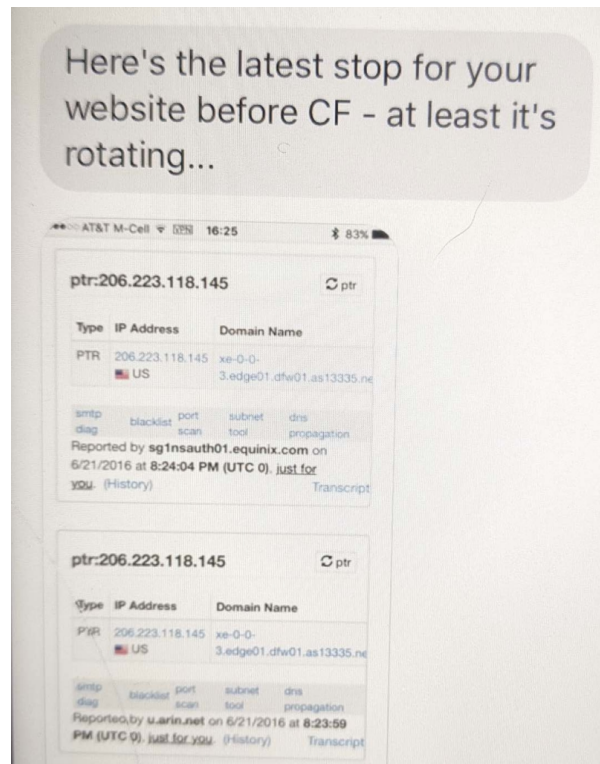 Here's the latest stop for your
website before CF - at least it's
rotating...
AT&T M-Cell VPN 16:25 83%
ptr:206.223.118.145 ptr
Type IP Address Domain Name
PTR 206.223.118.145 xe-0-0-
US 3.edge01.dfw01.as13335.ne
smtp blacklist port subnet dns
diag scan tool propagation
Reported by sg1nsauth01.equinix.com on
6/21/2016 at 8:24:04 PM (UTC 0). just for
you. (History) Transcript
ptr:206.223.118.145 ptr
Type IP Address Domain Name
PTR 206.223.118.145 xe-0-0-
US 3.edge01.dfw01.as13335.ne
smtp blacklist port subnet dns
diag scan tool propagation
Reported by u.arin.net on 6/21/2016 at 8:23:59
PM (UTC 0). just for you. (History) Transcript